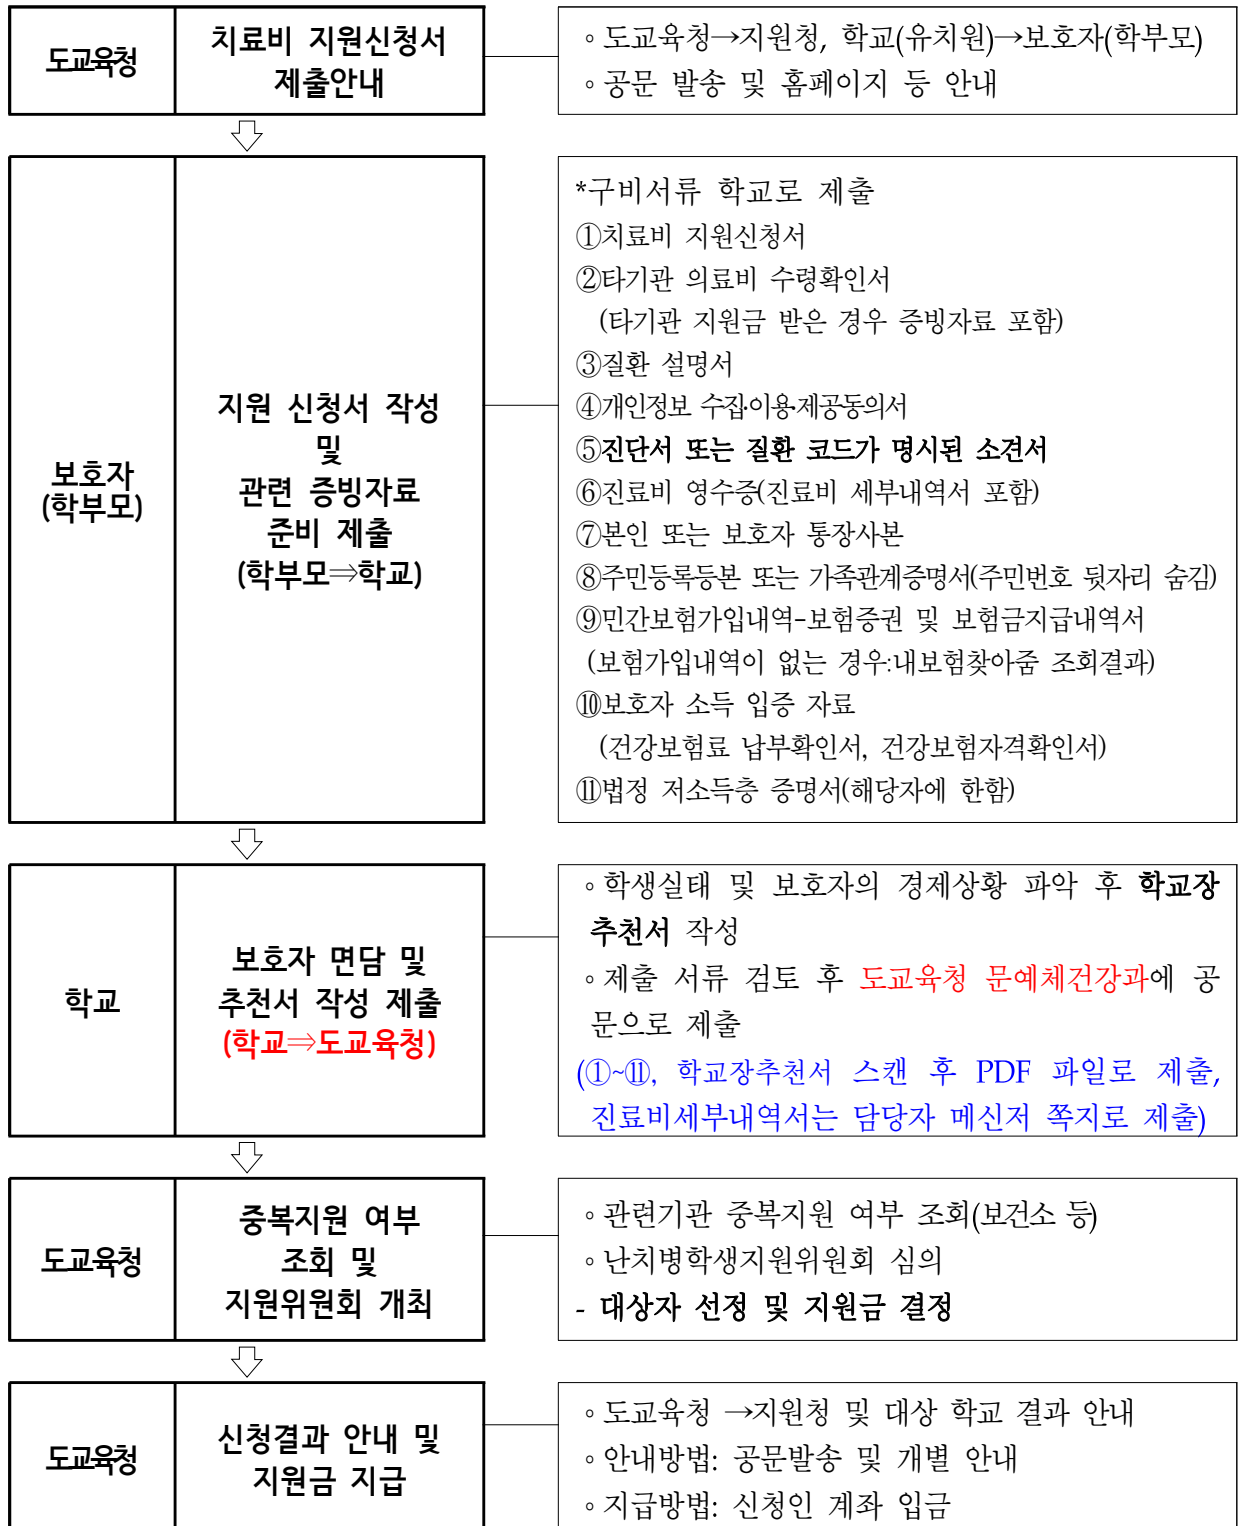 도교육청
치료비 지원신청서
제출안내
◦도교육청→지원청, 학교(유치원)→보호자(학부모)
◦공문 발송 및 홈페이지 등 안내
보호자
(학부모)
지원 신청서 작성
및
관련 증빙자료
준비 제출
(학부모⇒학교)
*구비서류 학교로 제출
①치료비 지원신청서
②타기관 의료비 수령확인서
(타기관 지원금 받은 경우 증빙자료 포함)
③질환 설명서
④개인정보 수집·이용·제공동의서
⑤진단서 또는 질환 코드가 명시된 소견서
⑥진료비 영수증(진료비 세부내역서 포함)
⑦본인 또는 보호자 통장사본
⑧주민등록등본 또는 가족관계증명서(주민번호 뒷자리 숨김)
⑨민간보험가입내역-보험증권 및 보험금지급내역서
(보험가입내역이 없는 경우:내보험찾아줌 조회결과)
⑩보호자 소득 입증 자료
(건강보험료 납부확인서, 건강보험자격확인서)
⑪법정 저소득층 증명서(해당자에 한함)
학교
보호자 면담 및
추천서 작성 제출
(학교⇒도교육청)
◦학생실태 및 보호자의 경제상황 파악 후 학교장
추천서 작성
◦제출 서류 검토 후 도교육청 문예체건강과에 공
문으로 제출
(①~⑪, 학교장추천서 스캔 후 PDF 파일로 제출,
진료비세부내역서는 담당자 메신저 쪽지로 제출)
도교육청
중복지원 여부
조회 및
지원위원회 개최
◦관련기관 중복지원 여부 조회(보건소 등)
◦난치병학생지원위원회 심의
- 대상자 선정 및 지원금 결정
도교육청
신청결과 안내 및
지원금 지급
◦도교육청 →지원청 및 대상 학교 결과 안내
◦안내방법: 공문발송 및 개별 안내
◦지급방법: 신청인 계좌 입금